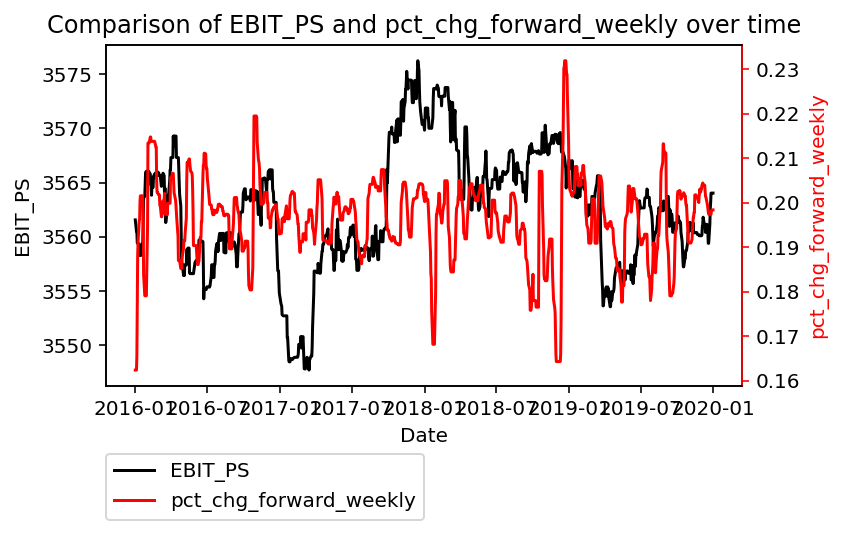 Comparison of EBIT_PS and pct_chg_forward_weekly over time
3575
3570
3565
3560
3555
3550
EBIT_PS
0.23
0.22
0.21
0.20
0.19
0.18
0.17
0.16
pct_chg_forward_weekly
2016-01 2016-07 2017-01 2017-07 2018-01 2018-07 2019-01 2019-07 2020-01
Date
EBIT_PS
pct_chg_forward_weekly